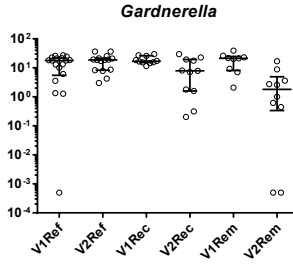 Gardnerella
10²
10¹
10⁰
10⁻¹
10⁻²
10⁻³
10⁻⁴
V1Ref
V2Ref
V1Rec
V2Rec
V1Rem
V2Rem